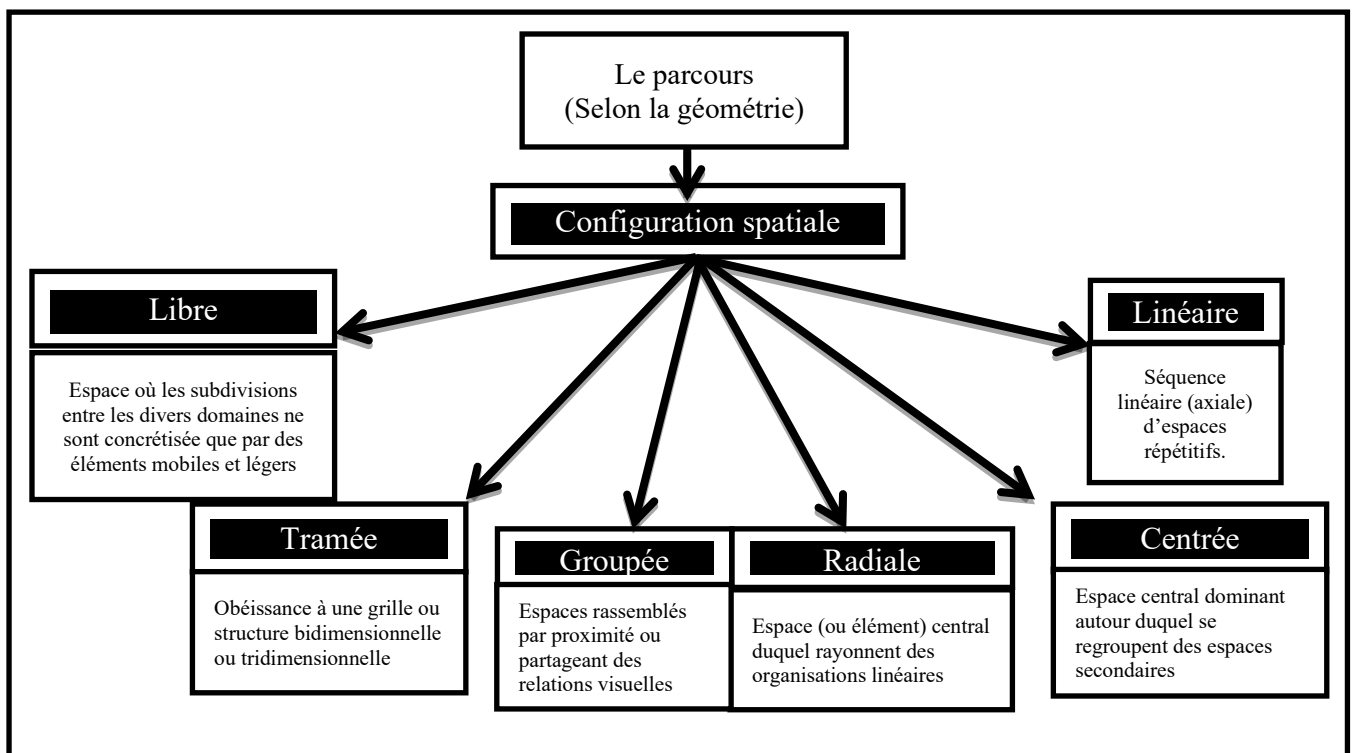 Le parcours
(Selon la géométrie)
Configuration spatiale
Libre
Espace où les subdivisions
entre les divers domaines ne
sont concrétisée que par des
éléments mobiles et légers
Linéaire
Séquence
linéaire (axiale)
d’espaces
répétitifs.
Tramée
Obéissance à une grille ou
structure bidimensionnelle
ou tridimensionnelle
Groupée
Espaces rassemblés
par proximité ou
partageant des
relations visuelles
Radiale
Espace (ou élément) central
duquel rayonnent des
organisations linéaires
Centrée
Espace central dominant
autour duquel se
regroupent des espaces
secondaires